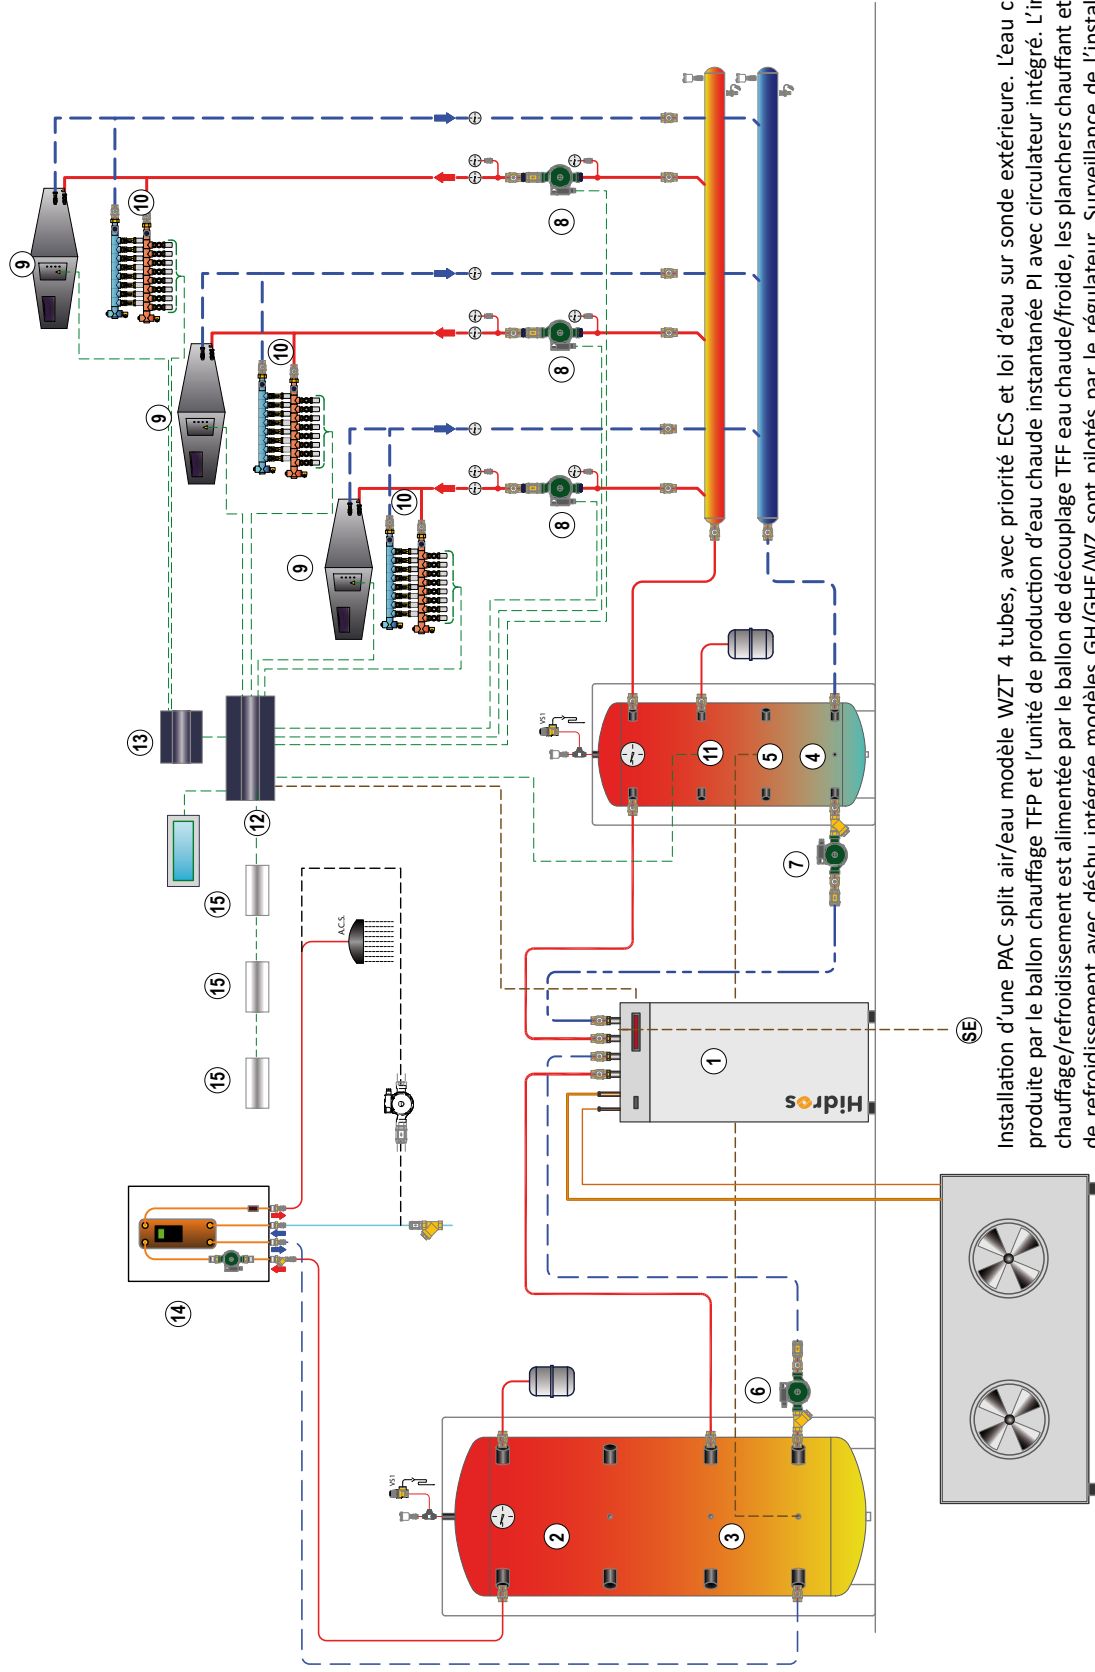 9
13
10
9
14
15
15
15
12
10
9
A.C.S.
VS1
10
VS1
2
8
8
8
11
1
3
6
5
7
4
Hidros
SE
Installation d'une PAC split air/eau modèle WZT 4 tubes, avec priorité ECS et loi d'eau sur sonde extérieure. L'eau c
produite par le ballon chauffage TFP et l'unité de production d'eau chaude instantanée PI avec circulateur intégré. L'in
chauffage/refroidissement est alimentée par le ballon de découplage TFF eau chaude/froide, les planchers chauffant et
de refroidissement avec déshu intégrée modèles GH/GHE/WZ sont pilotés par le régulateur. Surveillance de l'instal